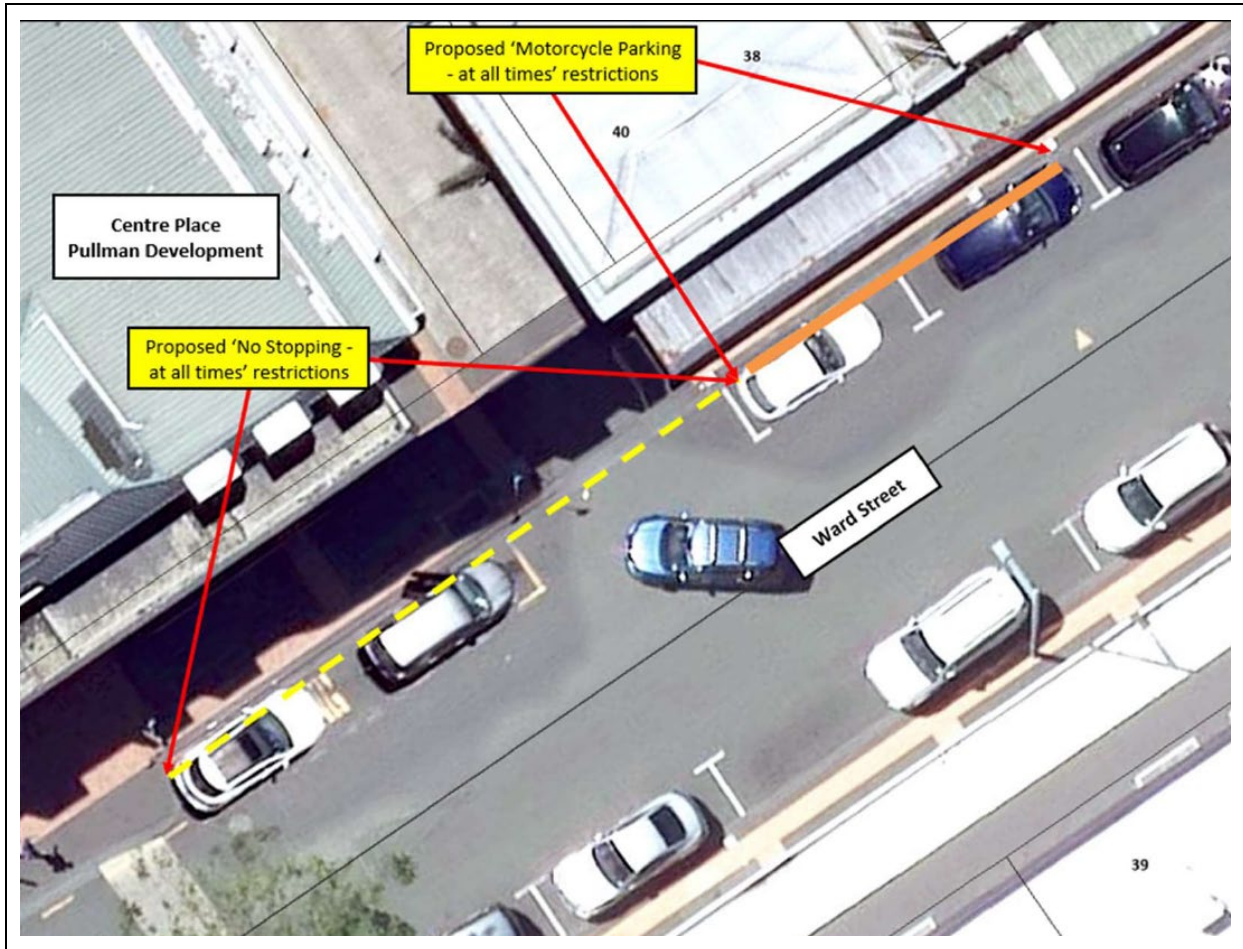 Proposed ‘Motorcycle Parking
- at all times’ restrictions
38
40
Centre Place
Pullman Development
Proposed ‘No Stopping -
at all times’ restrictions
Ward Street
39